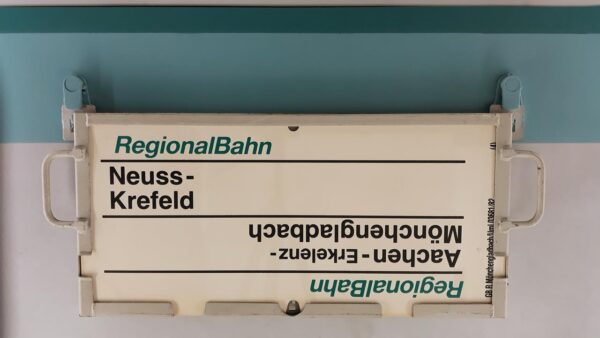 RegionalBahn
Neuss-
Krefeld
RegionalBahn
Aachen - Erkelenz-
Mönchengladbach